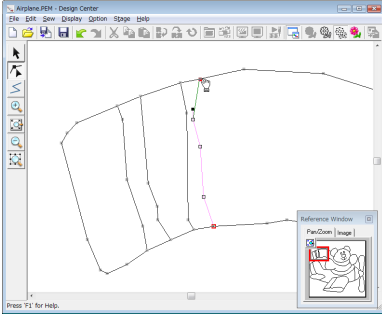 Airplane.PEM - Design Center
File Edit Sew Display Option Stage Help
Reference Window
Pan/Zoom Image
Press 'F1' for Help.